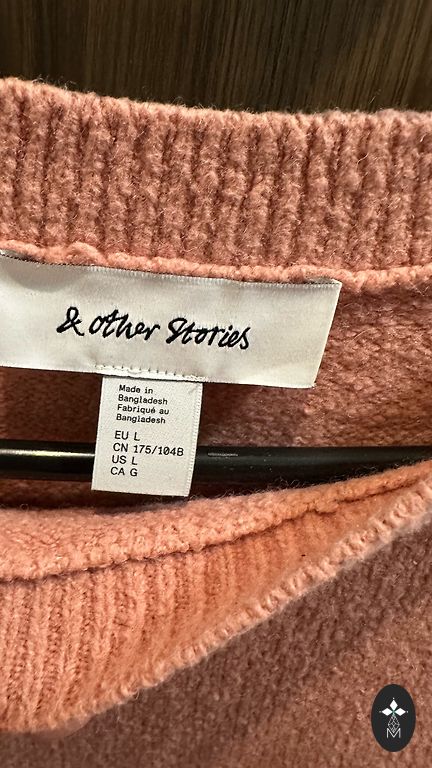 & other Stories
Made in
Bangladesh
Fabriqué au
Bangladesh
EU L
CN 175/104B
US L
CA G
M